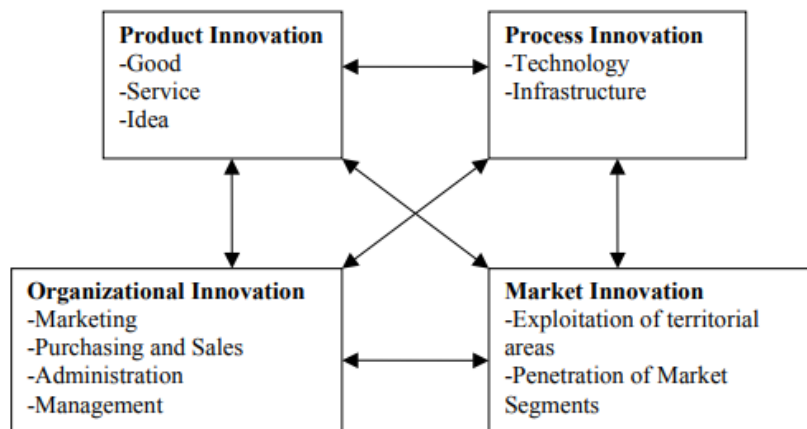 Product Innovation
-Good
-Service
-Idea
Process Innovation
-Technology
-Infrastructure
Organizational Innovation
-Marketing
-Purchasing and Sales
-Administration
-Management
Market Innovation
-Exploitation of territorial
areas
-Penetration of Market
Segments